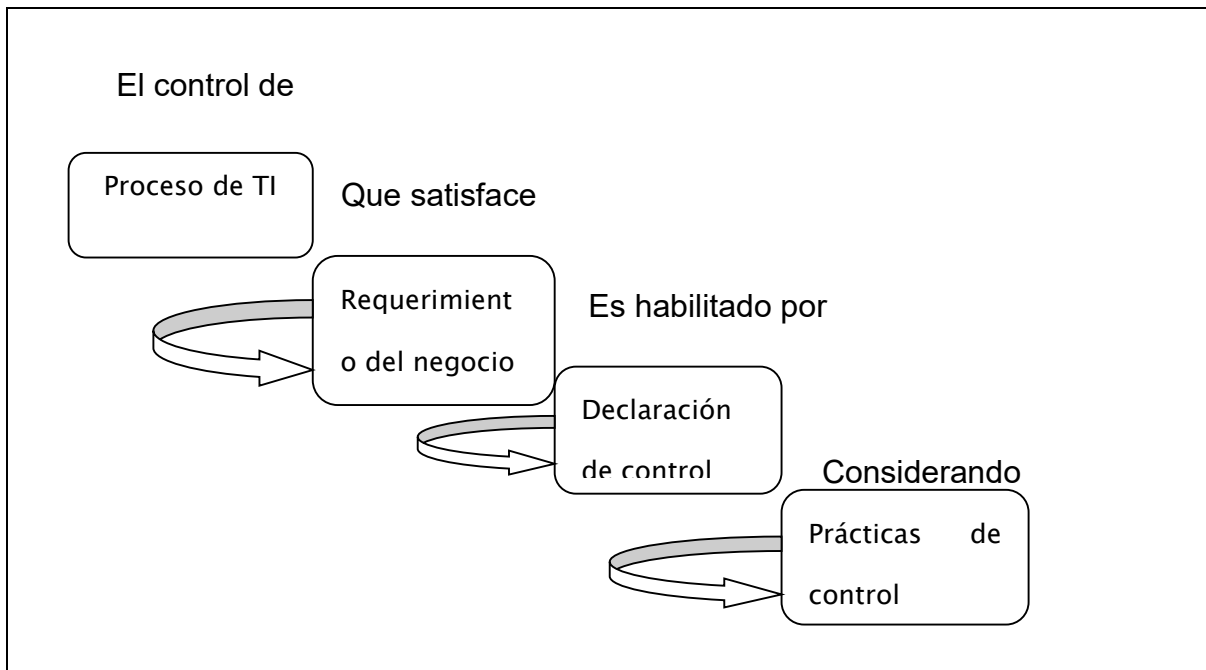 El control de
Proceso de TI
Que satisface
Requerimient
o del negocio
Es habilitado por
Declaración
de control
Considerando
Prácticas de
control